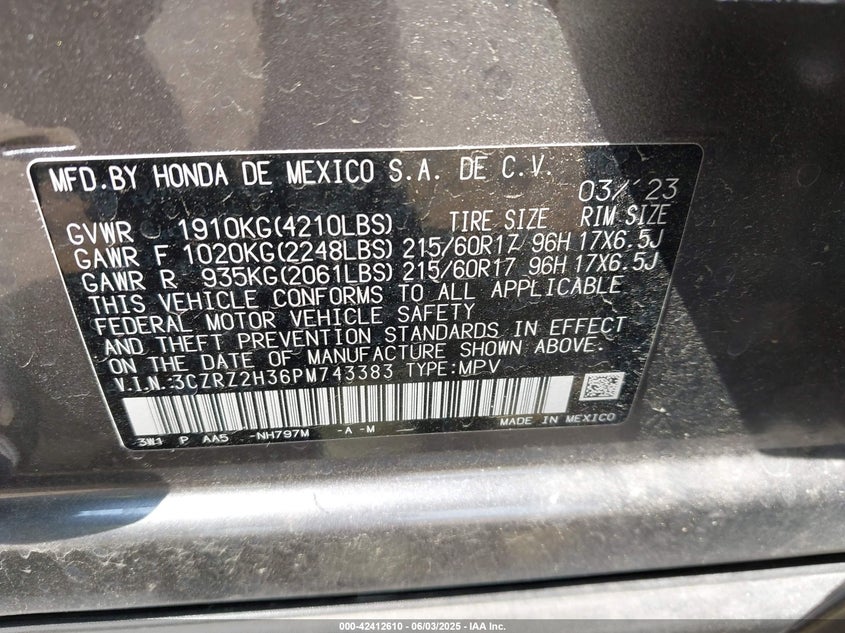 MFD.BY HONDA DE MEXICO S.A. DE C.V. 03/'23
GVWR 1910KG(4210LBS) TIRE SIZE RIM SIZE
GAWR F 1020KG(2248LBS) 215/60R17 96H 17X6.5J
GAWR R 935KG(2061LBS) 215/60R17 96H 17X6.5J
THIS VEHICLE CONFORMS TO ALL APPLICABLE
FEDERAL MOTOR VEHICLE SAFETY
AND THEFT PREVENTION STANDARDS IN EFFECT
ON THE DATE OF MANUFACTURE SHOWN ABOVE.
V.I.N.:3CZRZ2H36PM743383 TYPE:MPV
3W1 P AA5 -NH797M -A -M MADE IN MEXICO
000-42412610 - 06/03/2025 - IAA Inc.